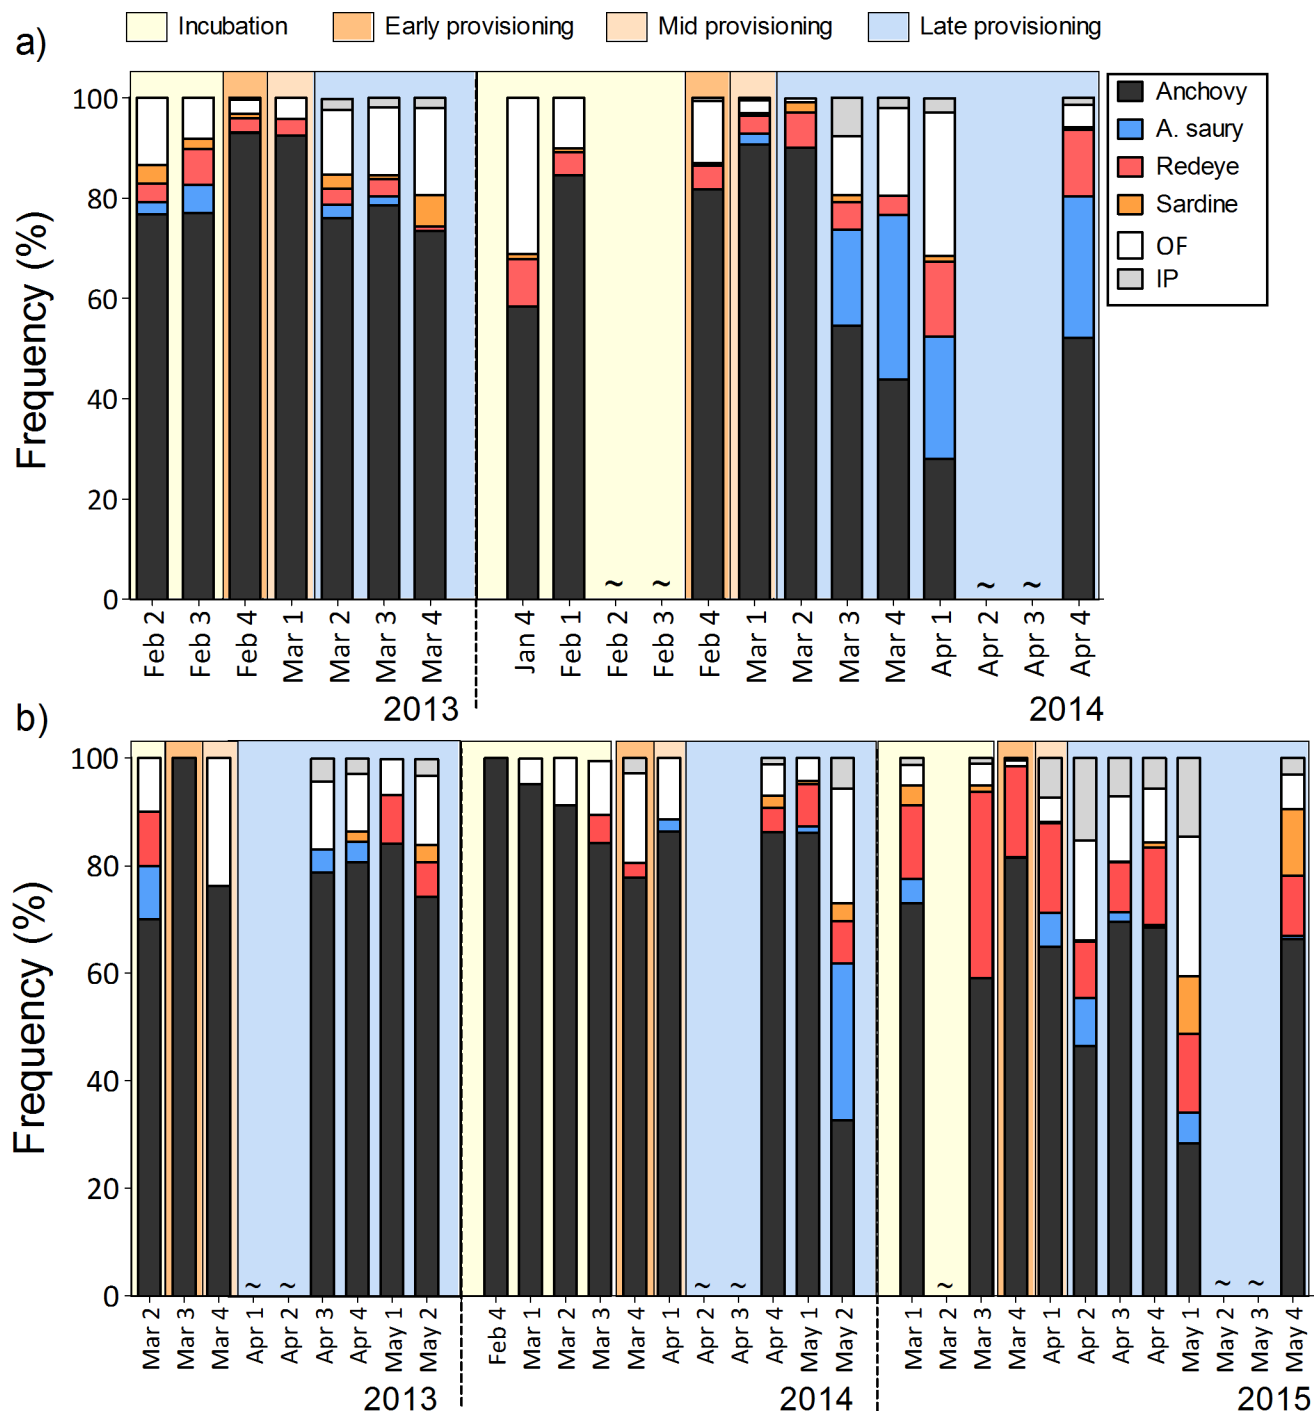 a)
Incubation Early provisioning Mid provisioning Late provisioning
Frequency (%)
100
80
60
40
20
0
Anchovy
A. saury
Redeye
Sardine
OF
IP
~ ~ ~ ~
Feb 2 Feb 3 Feb 4 Mar 1 Mar 2 Mar 3 Mar 4 Jan 4 Feb 1 Feb 2 Feb 3 Feb 4 Mar 1 Mar 2 Mar 3 Mar 4 Apr 1 Apr 2 Apr 3 Apr 4
2013 2014
b)
Frequency (%)
100
80
60
40
20
0
~ ~ ~ ~ ~ ~ ~
Mar 2 Mar 3 Mar 4 Apr 1 Apr 2 Apr 3 Apr 4 May 1 May 2 Feb 4 Mar 1 Mar 2 Mar 3 Mar 4 Apr 1 Apr 2 Apr 3 Apr 4 May 1 May 2 Mar 1 Mar 2 Mar 3 Mar 4 Apr 1 Apr 2 Apr 3 Apr 4 May 1 May 2 May 3 May 4
2013 2014 2015